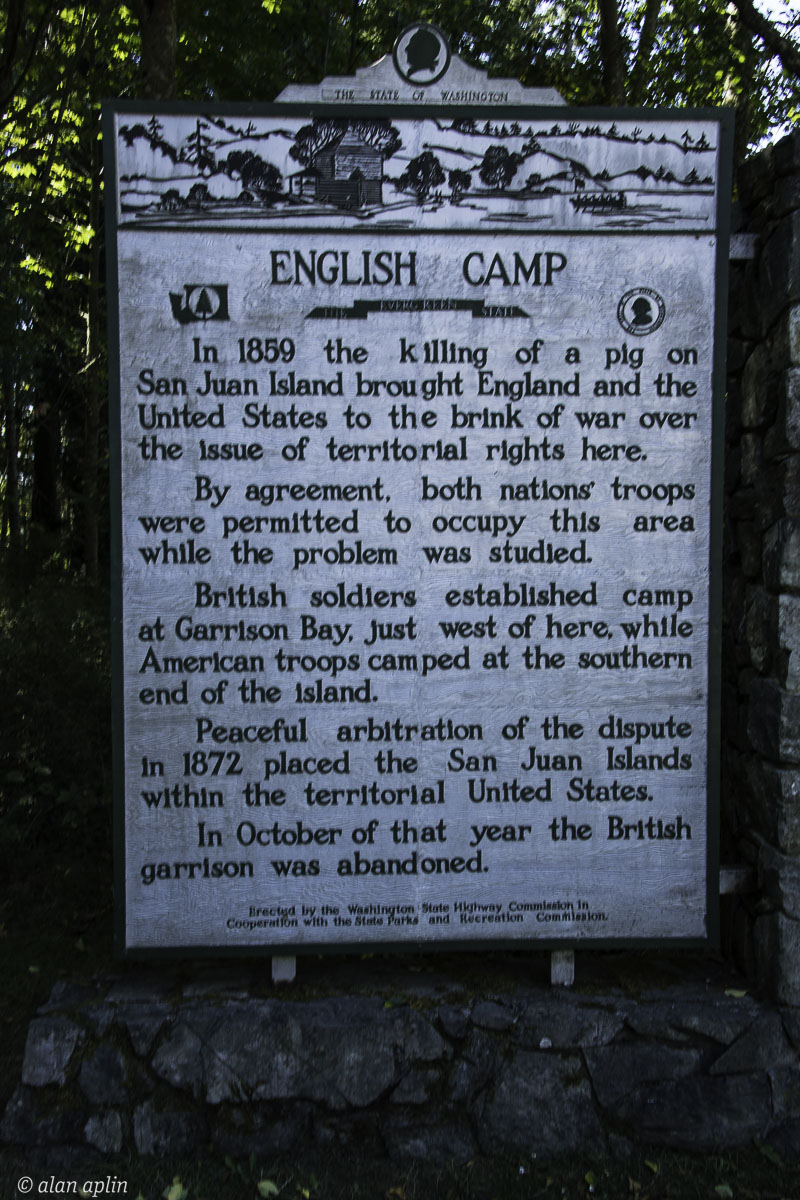 THE STATE OF WASHINGTON
ENGLISH CAMP
THE EVERGREEN STATE
In 1859 the killing of a pig on
San Juan Island brought England and the
United States to the brink of war over
the issue of territorial rights here.
By agreement, both nations' troops
were permitted to occupy this area
while the problem was studied.
British soldiers established camp
at Garrison Bay, just west of here, while
American troops camped at the southern
end of the island.
Peaceful arbitration of the dispute
in 1872 placed the San Juan Islands
within the territorial United States.
In October of that year the British
garrison was abandoned.
Erected by the Washington State Highway Commission in
Cooperation with the State Parks and Recreation Commission.
© alan aplin